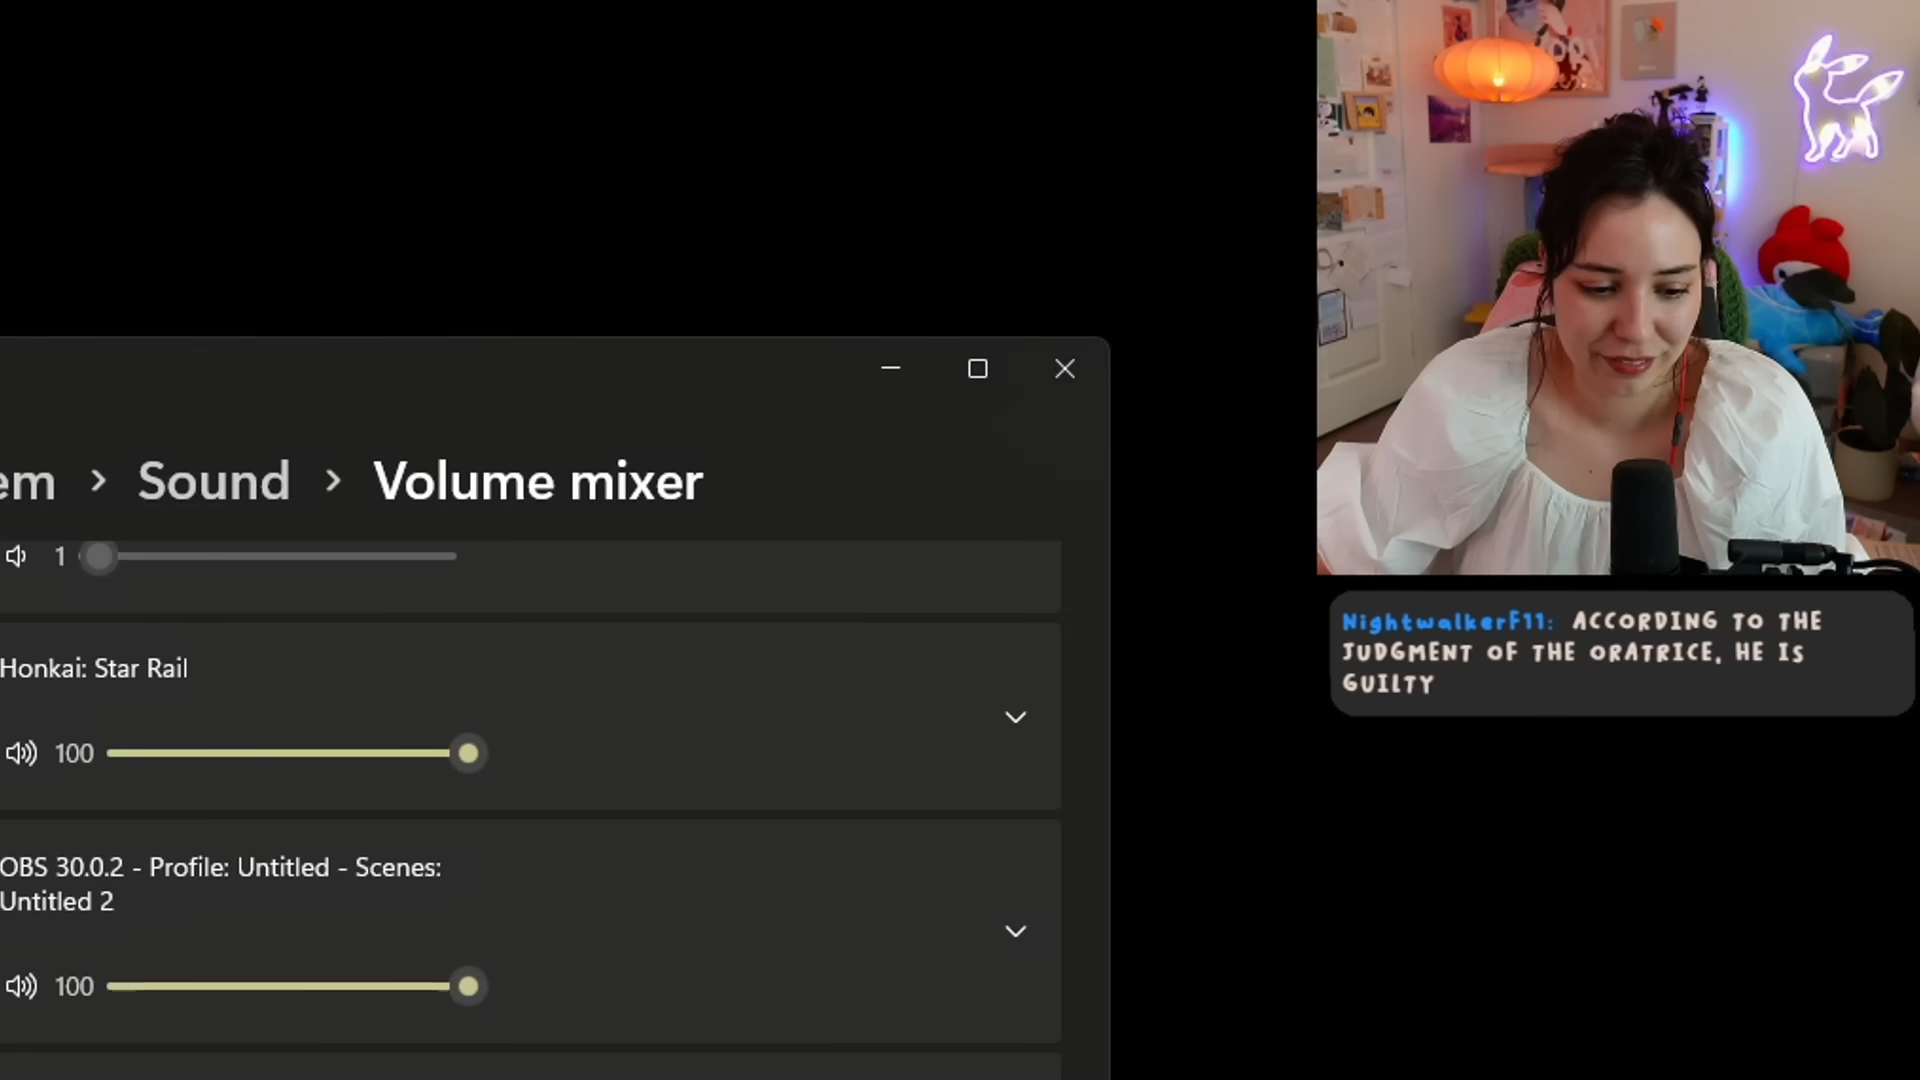 em > Sound > Volume mixer
1
Honkai: Star Rail
100
OBS 30.0.2 - Profile: Untitled - Scenes:
Untitled 2
100
NightwalkerF11: ACCORDING TO THE
JUDGMENT OF THE ORATRICE, HE IS
GUILTY